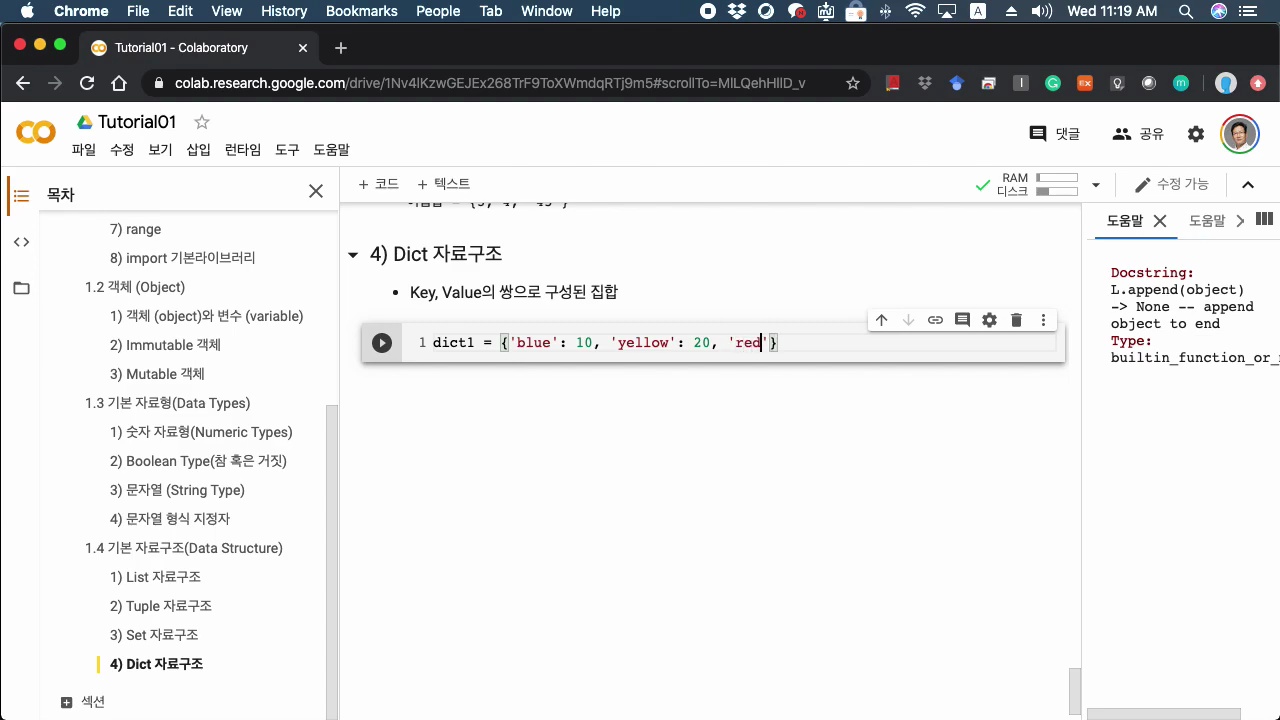 Chrome File Edit View History Bookmarks People Tab Window Help
A Wed 11:19 AM
Tutorial01 - Colaboratory
colab.research.google.com/drive/1Nv4lKzwGEJEx268TrF9ToXWmdqRTj9m5#scrollTo=MlLQehHllD_v
Tutorial01
파일 수정 보기 삽입 런타임 도구 도움말
댓글 공유
목차
+ 코드 + 텍스트
RAM
디스크
수정 가능
7) range
8) import 기본라이브러리
1.2 객체 (Object)
1) 객체 (object)와 변수 (variable)
2) Immutable 객체
3) Mutable 객체
1.3 기본 자료형(Data Types)
1) 숫자 자료형(Numeric Types)
2) Boolean Type(참 혹은 거짓)
3) 문자열 (String Type)
4) 문자열 형식 지정자
1.4 기본 자료구조(Data Structure)
1) List 자료구조
2) Tuple 자료구조
3) Set 자료구조
4) Dict 자료구조
섹션
4) Dict 자료구조
• Key, Value의 쌍으로 구성된 집합
1 dict1 = {'blue': 10, 'yellow': 20, 'red'}
도움말 도움말
Docstring:
L.append(object)
-> None -- append
object to end
Type:
builtin_function_or_